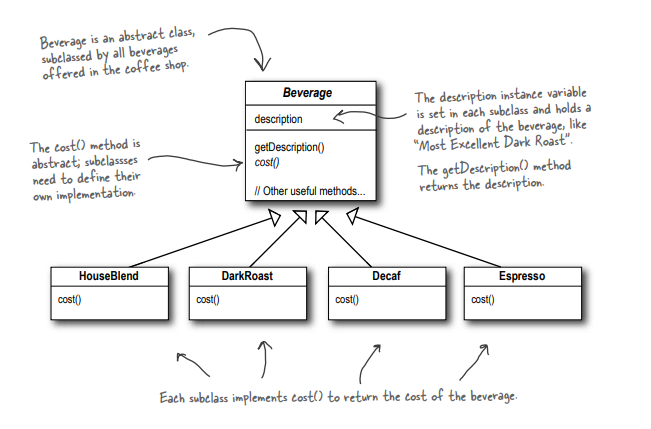 Beverage is an abstract class,
subclassed by all beverages
offered in the coffee shop.
Beverage
description
getDescription()
cost()
// Other useful methods...
The description instance variable
is set in each subclass and holds a
description of the beverage, like
“Most Excellent Dark Roast”.
The getDescription() method
returns the description.
The cost() method is
abstract; subclassses
need to define their
own implementation.
HouseBlend
cost()
DarkRoast
cost()
Decaf
cost()
Espresso
cost()
Each subclass implements cost() to return the cost of the beverage.